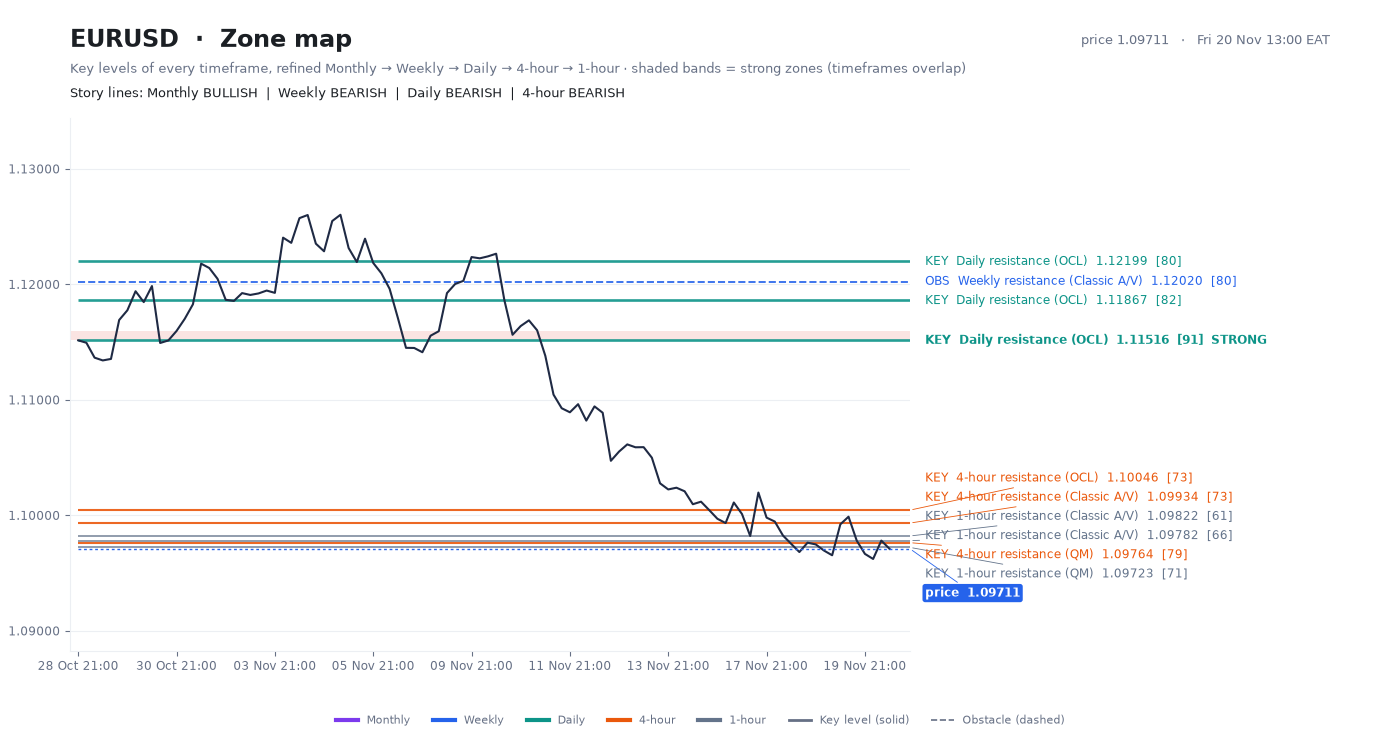 EURUSD · Zone map
price 1.09711 · Fri 20 Nov 13:00 EAT
Key levels of every timeframe, refined Monthly → Weekly → Daily → 4-hour → 1-hour · shaded bands = strong zones (timeframes overlap)
Story lines: Monthly BULLISH | Weekly BEARISH | Daily BEARISH | 4-hour BEARISH
1.13000
1.12000
1.11000
1.10000
1.09000
KEY Daily resistance (OCL) 1.12199 [80]
OBS Weekly resistance (Classic A/V) 1.12020 [80]
KEY Daily resistance (OCL) 1.11867 [82]
KEY Daily resistance (OCL) 1.11516 [91] STRONG
KEY 4-hour resistance (OCL) 1.10046 [73]
KEY 4-hour resistance (Classic A/V) 1.09934 [73]
KEY 1-hour resistance (Classic A/V) 1.09822 [61]
KEY 1-hour resistance (Classic A/V) 1.09782 [66]
KEY 4-hour resistance (QM) 1.09764 [79]
KEY 1-hour resistance (QM) 1.09723 [71]
price 1.09711
28 Oct 21:00 30 Oct 21:00 03 Nov 21:00 05 Nov 21:00 09 Nov 21:00 11 Nov 21:00 13 Nov 21:00 17 Nov 21:00 19 Nov 21:00
Monthly Weekly Daily 4-hour 1-hour Key level (solid) Obstacle (dashed)